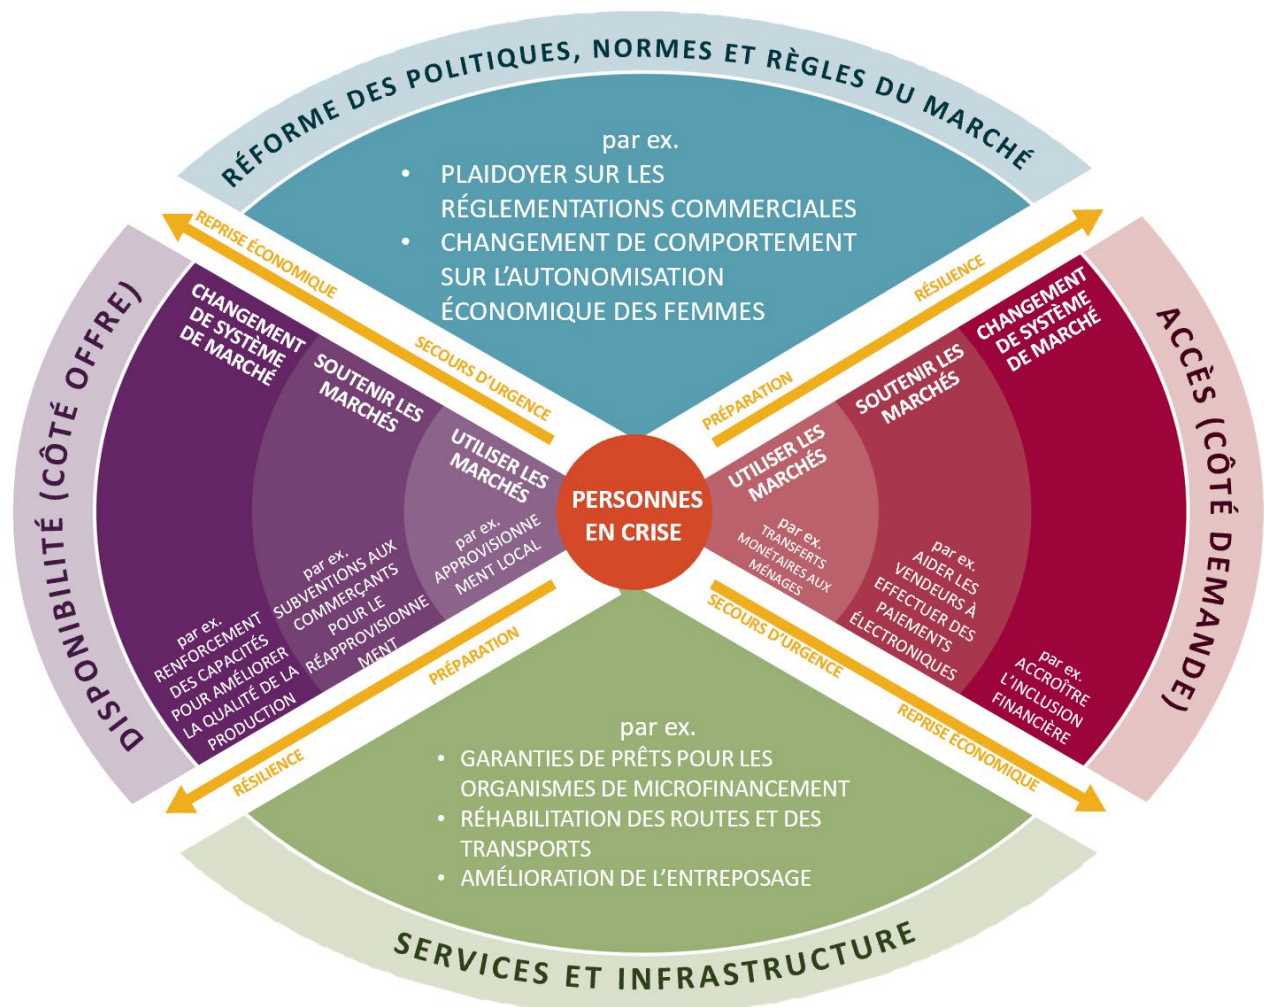 RÉFORME DES POLITIQUES, NORMES ET RÈGLES DU MARCHÉ
par ex.
• PLAIDOYER SUR LES
RÉGLEMENTATIONS COMMERCIALES
• CHANGEMENT DE COMPORTEMENT
SUR L'AUTONOMISATION
ÉCONOMIQUE DES FEMMES
REPRISE ÉCONOMIQUE
SECOURS D'URGENCE
PRÉPARATION
RÉSILIENCE
DISPONIBILITÉ (CÔTÉ OFFRE)
CHANGEMENT
DE SYSTÈME
DE MARCHÉ
par ex.
RENFORCEMENT
DES CAPACITÉS
POUR AMÉLIORER
LA QUALITÉ DE LA
PRODUCTION
SOUTENIR LES
MARCHÉS
par ex.
SUBVENTIONS AUX
COMMERÇANTS
POUR LE
RÉAPPROVISIONNE
MENT
UTILISER LES
MARCHÉS
par ex.
APPROVISIONNE
MENT LOCAL
PERSONNES
EN CRISE
UTILISER LES
MARCHÉS
par ex.
TRANSFERTS
MONÉTAIRES AUX
MÉNAGES
SOUTENIR LES
MARCHÉS
par ex.
AIDER LES
VENDEURS À
EFFECTUER DES
PAIEMENTS
ÉLECTRONIQUES
CHANGEMENT
DE SYSTÈME
DE MARCHÉ
par ex.
ACCROÎTRE
L'INCLUSION
FINANCIÈRE
ACCÈS (CÔTÉ DEMANDE)
PRÉPARATION
RÉSILIENCE
SECOURS D'URGENCE
REPRISE ÉCONOMIQUE
par ex.
• GARANTIES DE PRÊTS POUR LES
ORGANISMES DE MICROFINANCEMENT
• RÉHABILITATION DES ROUTES ET DES
TRANSPORTS
• AMÉLIORATION DE L'ENTREPOSAGE
SERVICES ET INFRASTRUCTURE